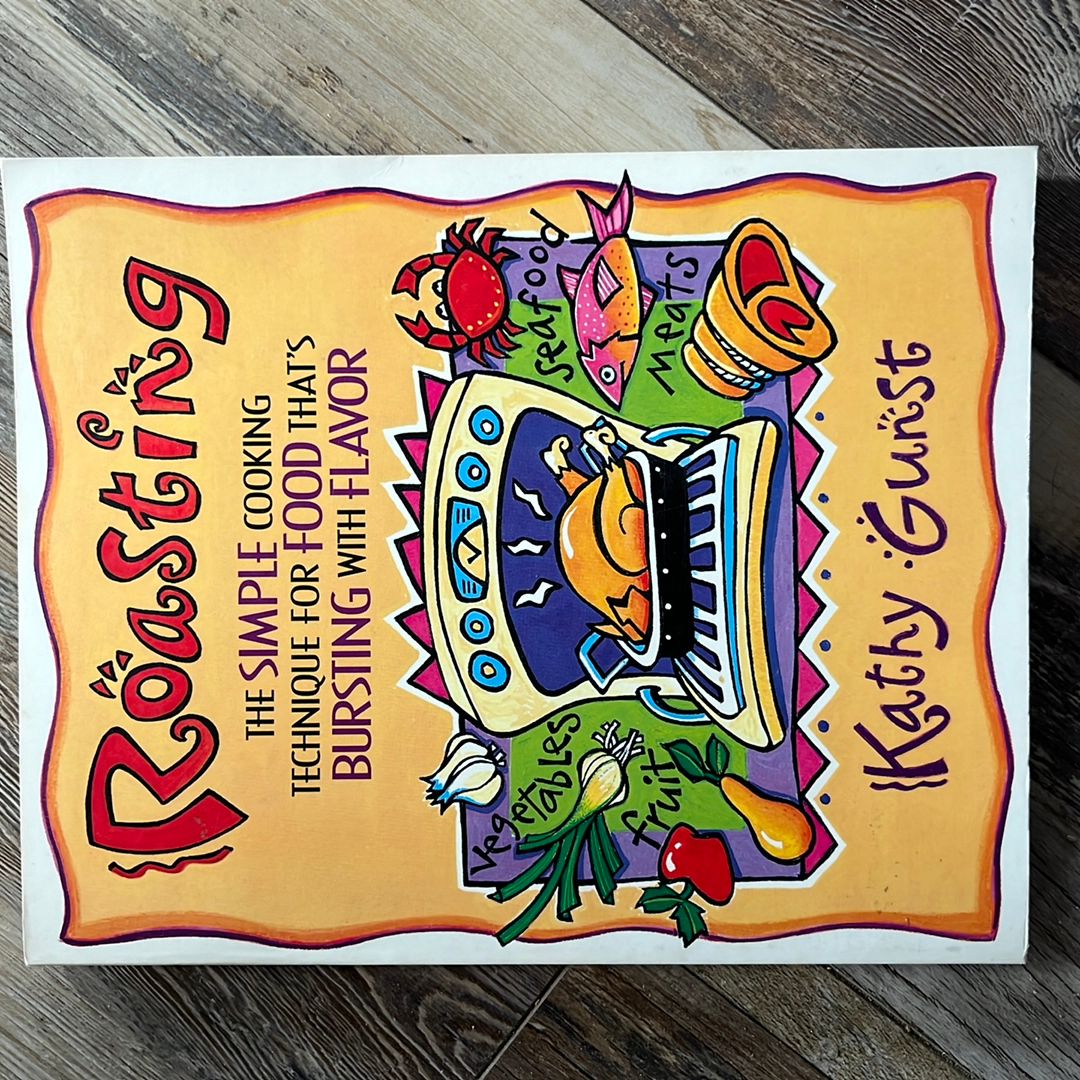 Roasting
THE SIMPLE COOKING
TECHNIQUE FOR FOOD THAT'S
BURSTING WITH FLAVOR
Vegetables
seafood
fruit
Meats
Kathy Gunst